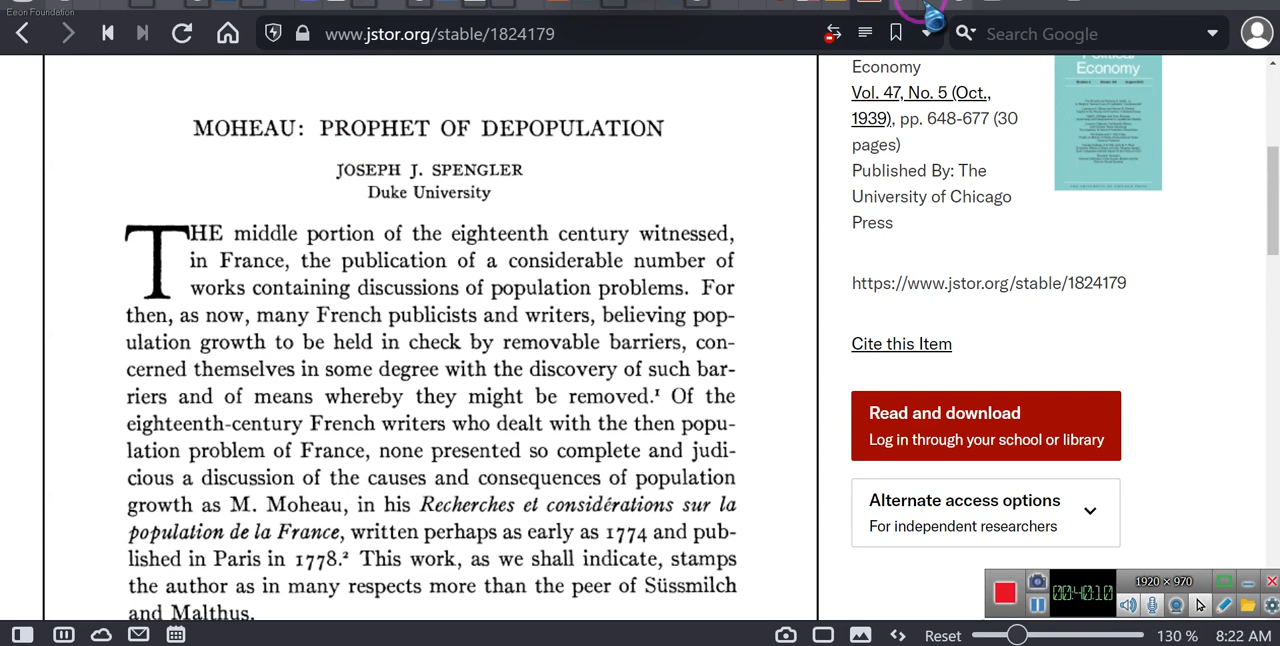 Eeon Foundation
www.jstor.org/stable/1824179
Search Google
MOHEAU: PROPHET OF DEPOPULATION
JOSEPH J. SPENGLER
Duke University
THE middle portion of the eighteenth century witnessed,
in France, the publication of a considerable number of
works containing discussions of population problems. For
then, as now, many French publicists and writers, believing pop-
ulation growth to be held in check by removable barriers, con-
cerned themselves in some degree with the discovery of such bar-
riers and of means whereby they might be removed.¹ Of the
eighteenth-century French writers who dealt with the then popu-
lation problem of France, none presented so complete and judi-
cious a discussion of the causes and consequences of population
growth as M. Moheau, in his Recherches et considérations sur la
population de la France, written perhaps as early as 1774 and pub-
lished in Paris in 1778.² This work, as we shall indicate, stamps
the author as in many respects more than the peer of Süssmilch
and Malthus.
Economy
Vol. 47, No. 5 (Oct.,
1939), pp. 648-677 (30
pages)
Published By: The
University of Chicago
Press
Political
Economy
https://www.jstor.org/stable/1824179
Cite this Item
Read and download
Log in through your school or library
Alternate access options
For independent researchers
1920 × 970
00:40:10
Reset
130 %
8:22 AM